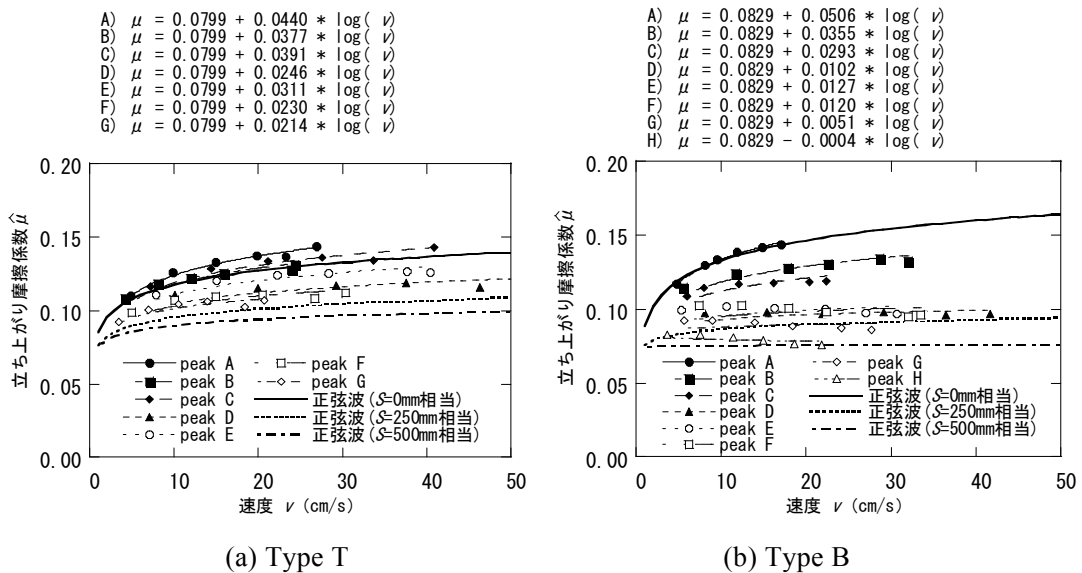 A) μ = 0.0799 + 0.0440 * log( v)
B) μ = 0.0799 + 0.0377 * log( v)
C) μ = 0.0799 + 0.0391 * log( v)
D) μ = 0.0799 + 0.0246 * log( v)
E) μ = 0.0799 + 0.0311 * log( v)
F) μ = 0.0799 + 0.0230 * log( v)
G) μ = 0.0799 + 0.0214 * log( v)
0.20
0.15
0.10
0.05
0.00
立ち上がり摩擦係数 μ̂
peak A
peak B
peak C
peak D
peak E
peak F
peak G
正弦波(S=0mm相当)
正弦波(S=250mm相当)
正弦波(S=500mm相当)
0 10 20 30 40 50
速度 v (cm/s)
(a) Type T
A) μ = 0.0829 + 0.0506 * log( v)
B) μ = 0.0829 + 0.0355 * log( v)
C) μ = 0.0829 + 0.0293 * log( v)
D) μ = 0.0829 + 0.0102 * log( v)
E) μ = 0.0829 + 0.0127 * log( v)
F) μ = 0.0829 + 0.0120 * log( v)
G) μ = 0.0829 + 0.0051 * log( v)
H) μ = 0.0829 - 0.0004 * log( v)
0.20
0.15
0.10
0.05
0.00
立ち上がり摩擦係数 μ̂
peak A
peak B
peak C
peak D
peak E
peak F
peak G
peak H
正弦波(S=0mm相当)
正弦波(S=250mm相当)
正弦波(S=500mm相当)
0 10 20 30 40 50
速度 v (cm/s)
(b) Type B